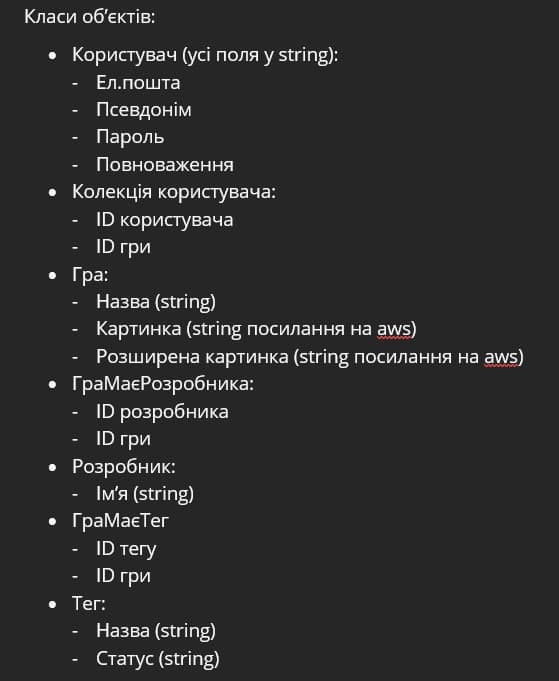 Класи об’єктів:
• Користувач (усі поля у string):
- Ел.пошта
- Псевдонім
- Пароль
- Повноваження
• Колекція користувача:
- ID користувача
- ID гри
• Гра:
- Назва (string)
- Картинка (string посилання на aws)
- Розширена картинка (string посилання на aws)
• ГраМаєРозробника:
- ID розробника
- ID гри
• Розробник:
- Ім’я (string)
• ГраМаєТег
- ID тегу
- ID гри
• Тег:
- Назва (string)
- Статус (string)